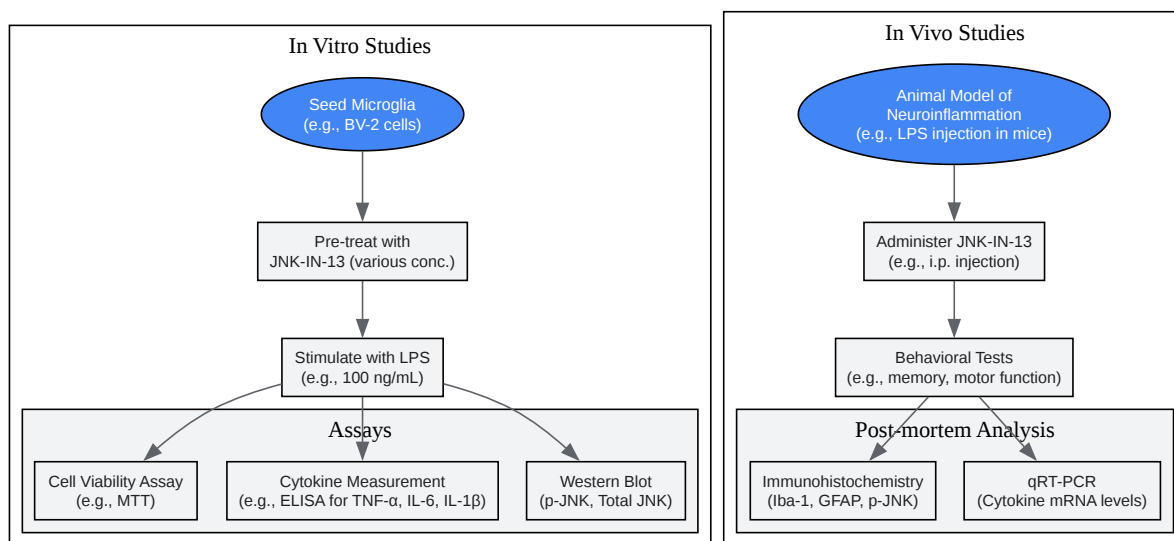 In Vitro Studies
Seed Microglia
(e.g., BV-2 cells)
Pre-treat with
JNK-IN-13 (various conc.)
Stimulate with LPS
(e.g., 100 ng/mL)
Assays
Cell Viability Assay
(e.g., MTT)
Cytokine Measurement
(e.g., ELISA for TNF-α, IL-6, IL-1β)
Western Blot
(p-JNK, Total JNK)
In Vivo Studies
Animal Model of
Neuroinflammation
(e.g., LPS injection in mice)
Administer JNK-IN-13
(e.g., i.p. injection)
Behavioral Tests
(e.g., memory, motor function)
Post-mortem Analysis
Immunohistochemistry
(Iba-1, GFAP, p-JNK)
qRT-PCR
(Cytokine mRNA levels)